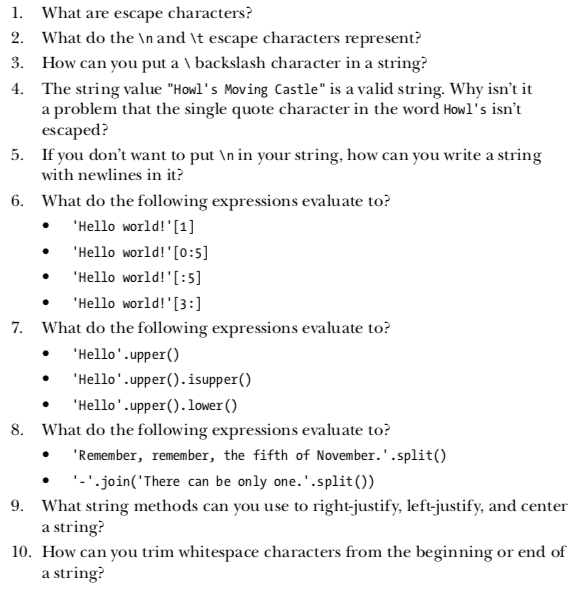 1. What are escape characters?
2. What do the \n and \t escape characters represent?
3. How can you put a \ backslash character in a string?
4. The string value "Howl's Moving Castle" is a valid string. Why isn't it
a problem that the single quote character in the word Howl's isn't
escaped?
5. If you don't want to put \n in your string, how can you write a string
with newlines in it?
6. What do the following expressions evaluate to?
• 'Hello world!'[1]
• 'Hello world!'[0:5]
• 'Hello world!'[:5]
• 'Hello world!'[3:]
7. What do the following expressions evaluate to?
• 'Hello'.upper()
• 'Hello'.upper().isupper()
• 'Hello'.upper().lower()
8. What do the following expressions evaluate to?
• 'Remember, remember, the fifth of November.'.split()
• '-'.join('There can be only one.'.split())
9. What string methods can you use to right-justify, left-justify, and center
a string?
10. How can you trim whitespace characters from the beginning or end of
a string?